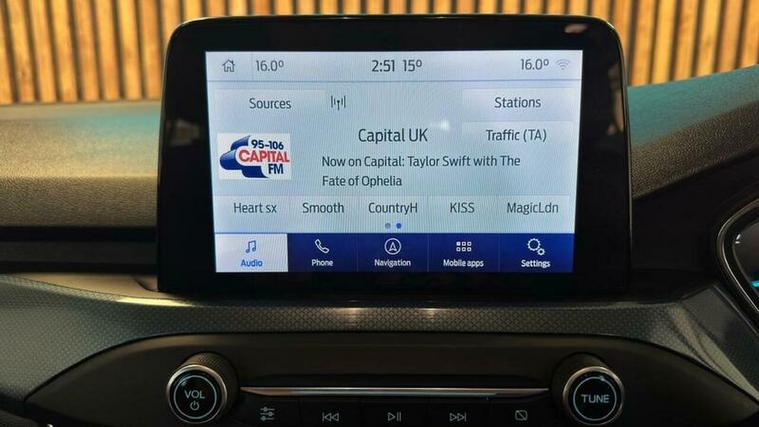 16.0° 2:51 15° 16.0°
Sources Stations
95-106
CAPITAL
FM
Capital UK Traffic (TA)
Now on Capital: Taylor Swift with The
Fate of Ophelia
Heart sx Smooth CountryH KISS MagicLdn
Audio Phone Navigation Mobile apps Settings
VOL TUNE